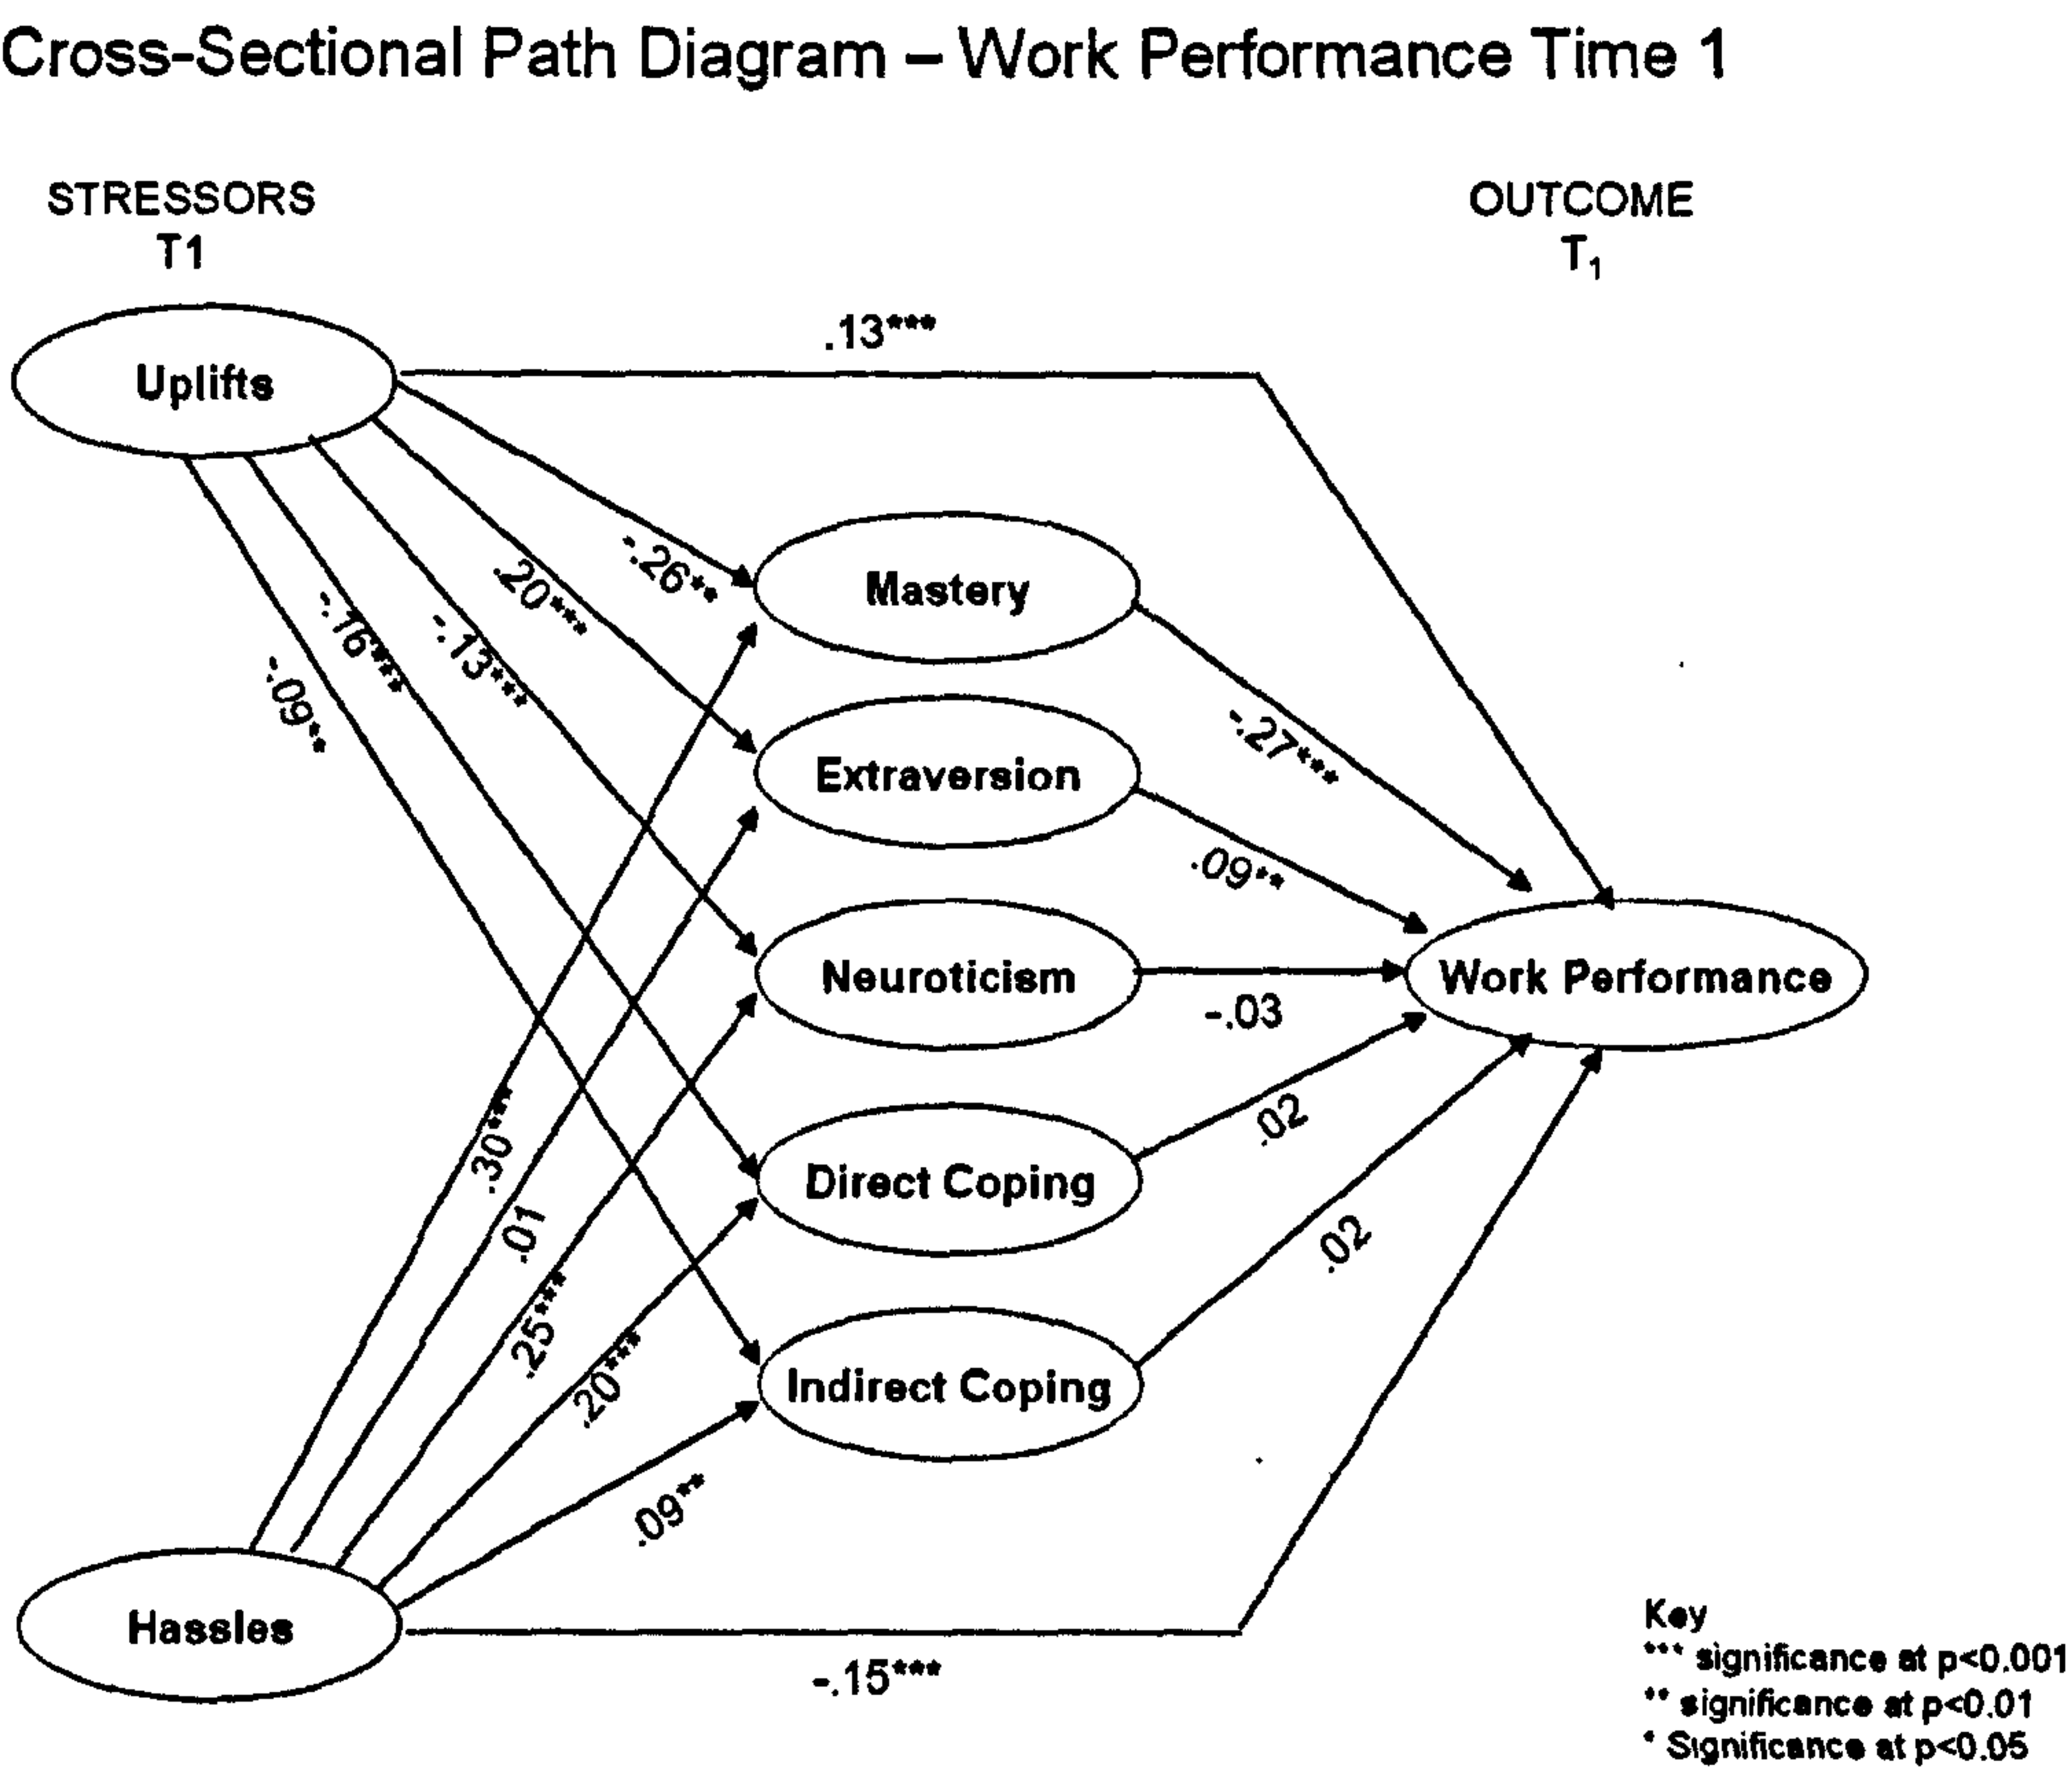 Cross-Sectional Path Diagram – Work Performance Time 1
STRESSORS
T1
OUTCOME
T1
Uplifts
.13***
-.26**
.20***
-.13***
-.16***
-.09**
Mastery
Extraversion
Neuroticism
Direct Coping
Indirect Coping
-.27***
.09**
-.03
.02
.02
Work Performance
.30***
.01
.25***
.20***
.09**
Hassles
-.15***
Key
*** significance at p<0.001
** significance at p<0.01
* Significance at p<0.05